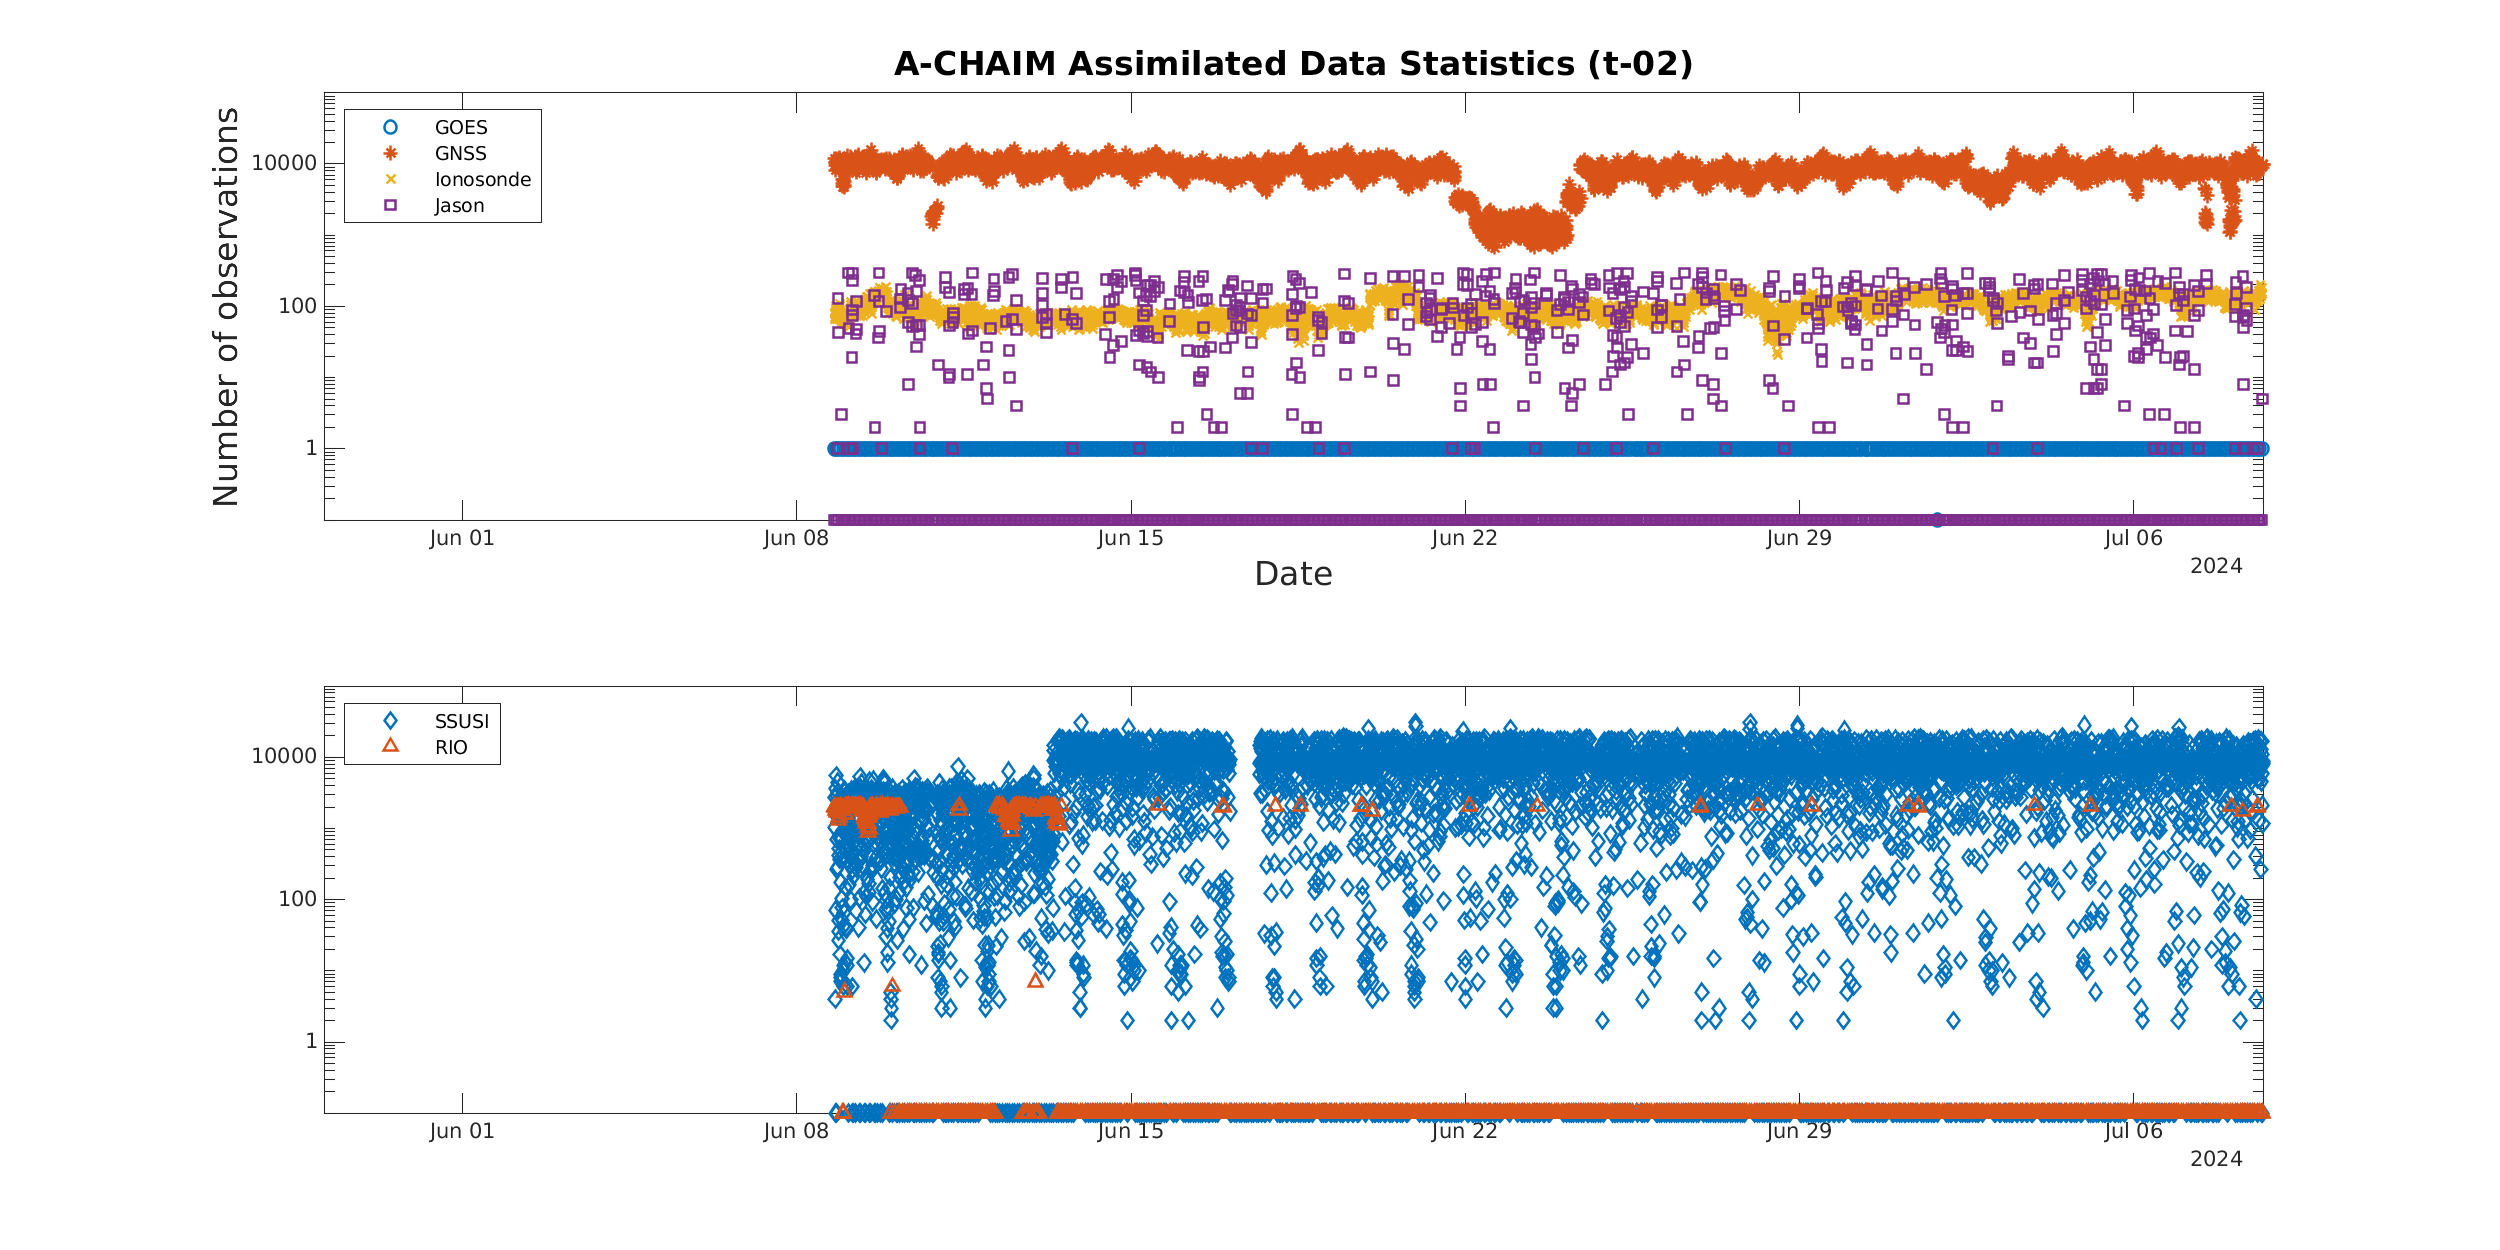 A-CHAIM Assimilated Data Statistics (t-02)
Number of observations
10000
100
1
GOES
GNSS
Ionosonde
Jason
Jun 01
Jun 08
Jun 15
Jun 22
Jun 29
Jul 06
2024
Date
10000
100
1
SSUSI
RIO
Jun 01
Jun 08
Jun 15
Jun 22
Jun 29
Jul 06
2024